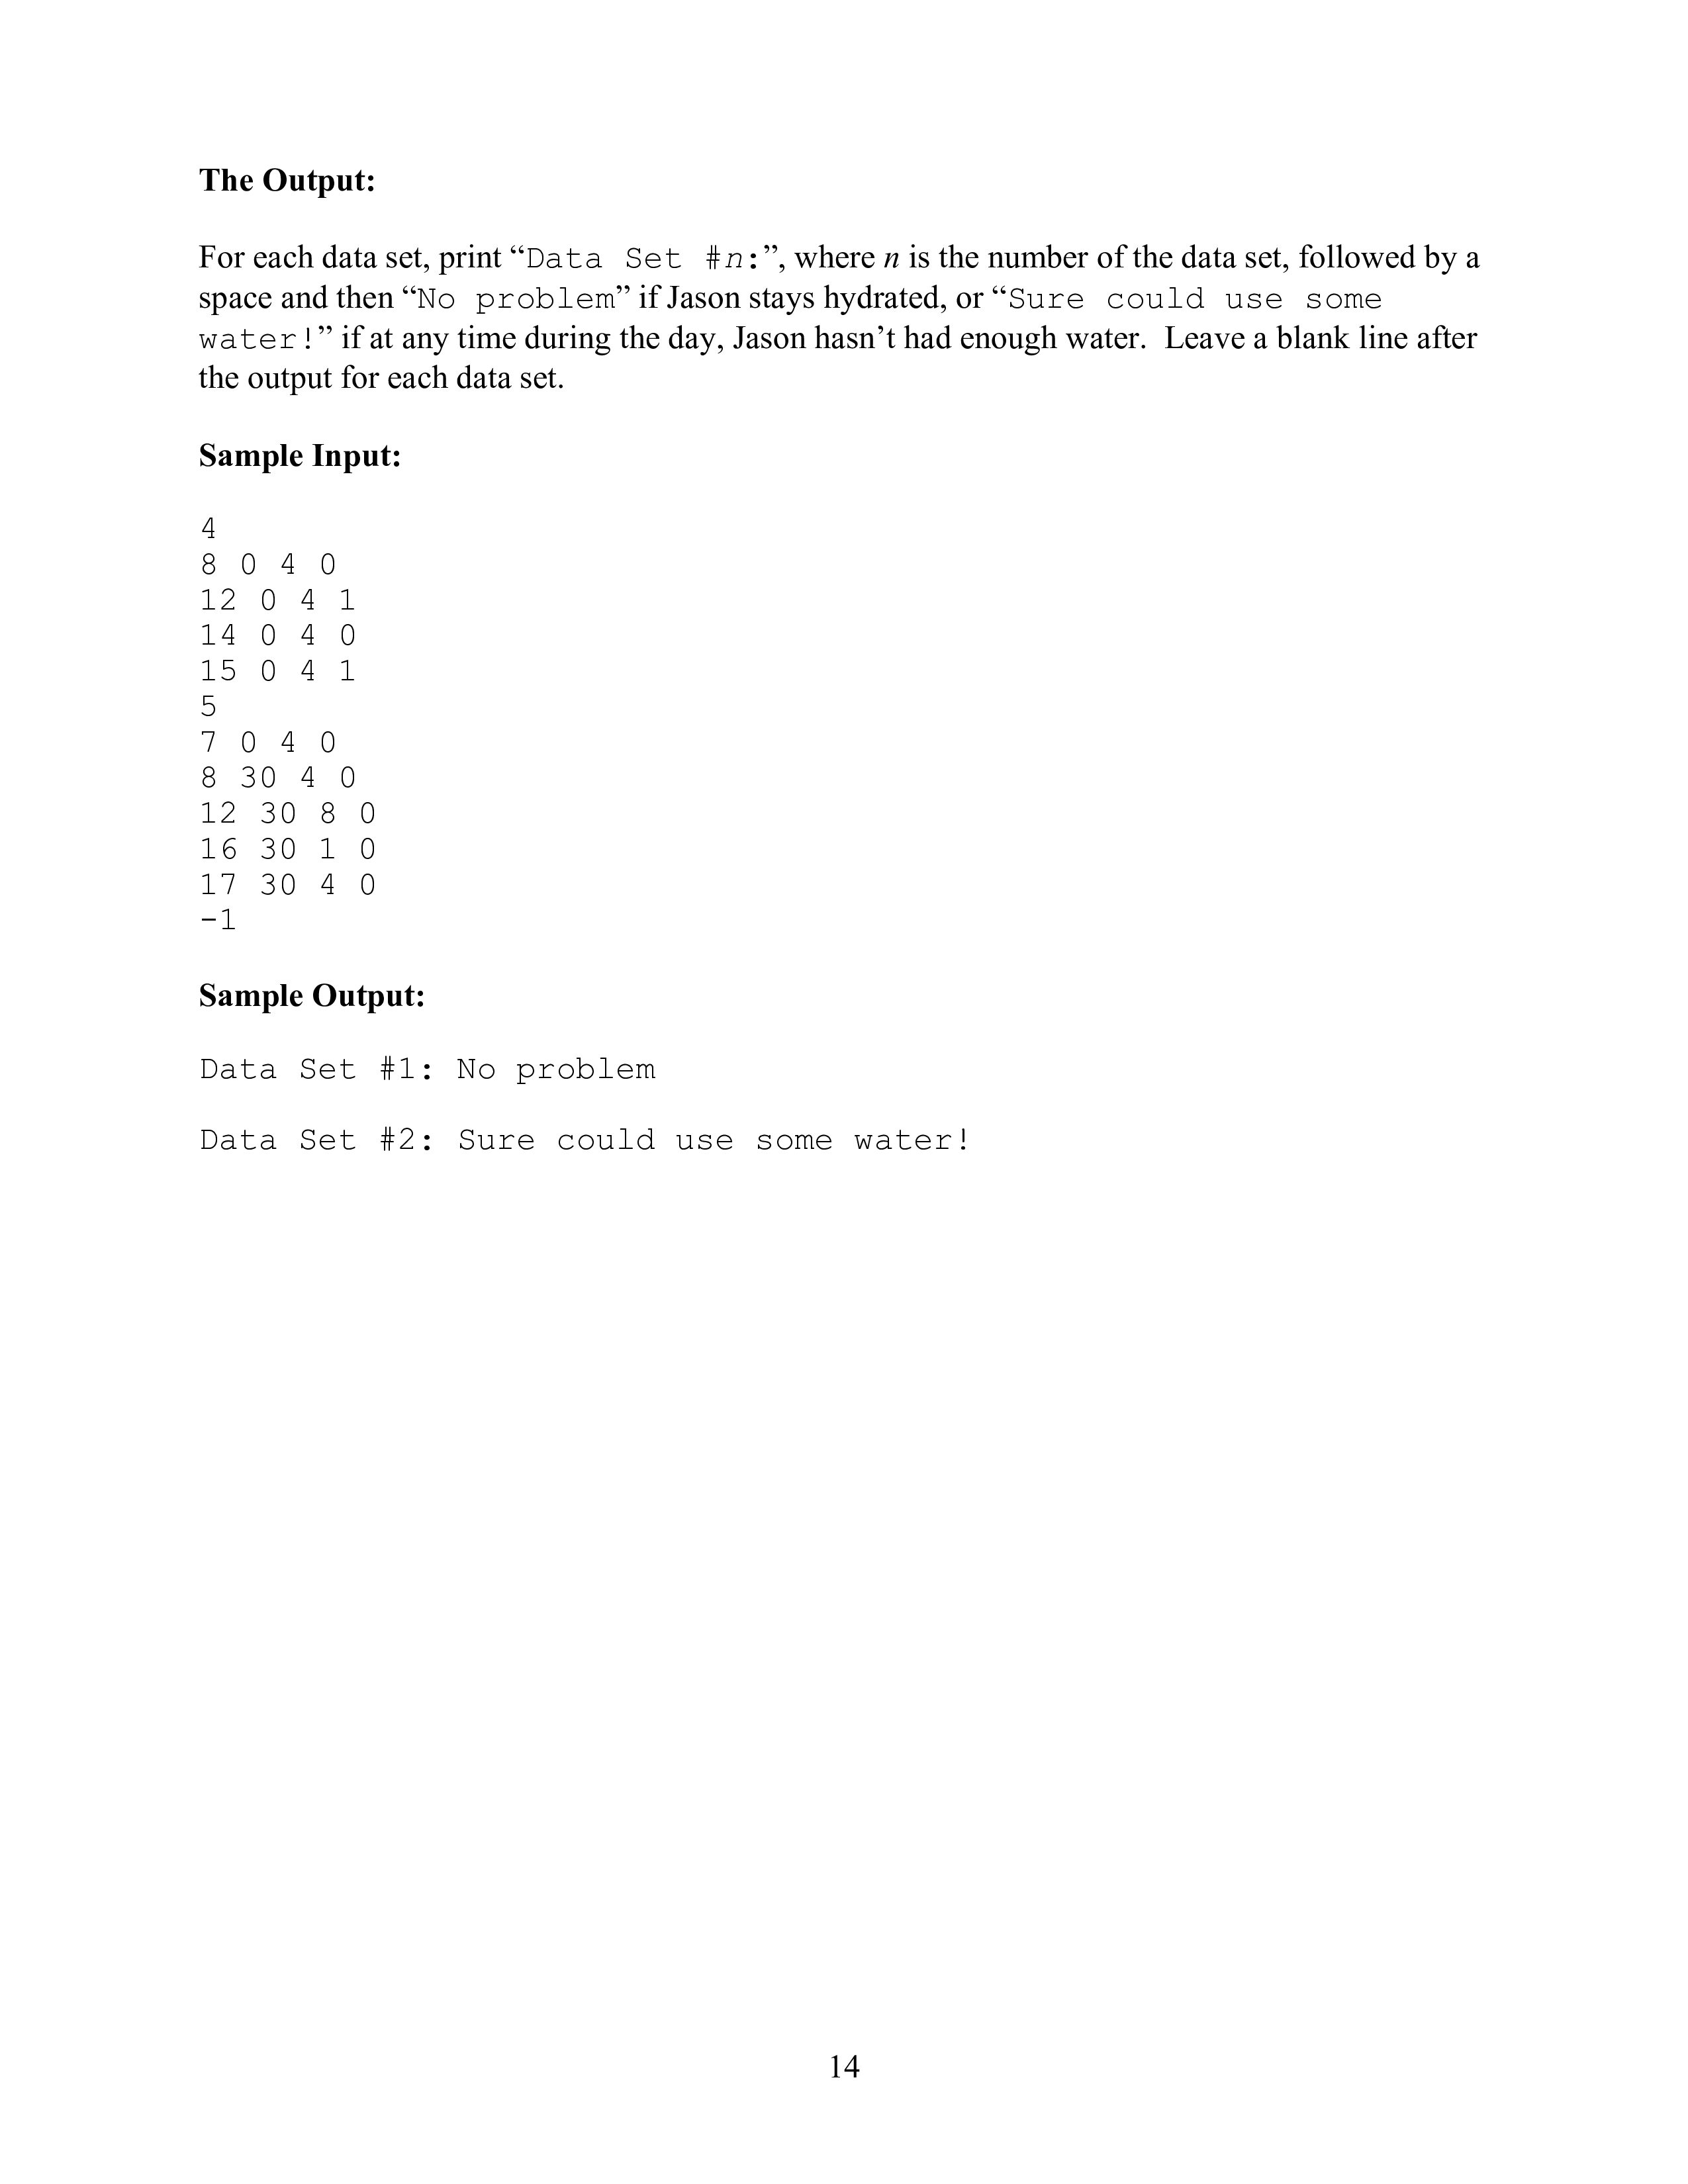 The Output:
For each data set, print “Data Set #n:”, where n is the number of the data set, followed by a
space and then “No problem” if Jason stays hydrated, or “Sure could use some
water!” if at any time during the day, Jason hasn’t had enough water.  Leave a blank line after
the output for each data set.
Sample Input:
4
8 0 4 0
12 0 4 1
14 0 4 0
15 0 4 1
5
7 0 4 0
8 30 4 0
12 30 8 0
16 30 1 0
17 30 4 0
-1
Sample Output:
Data Set #1: No problem
Data Set #2: Sure could use some water!
14